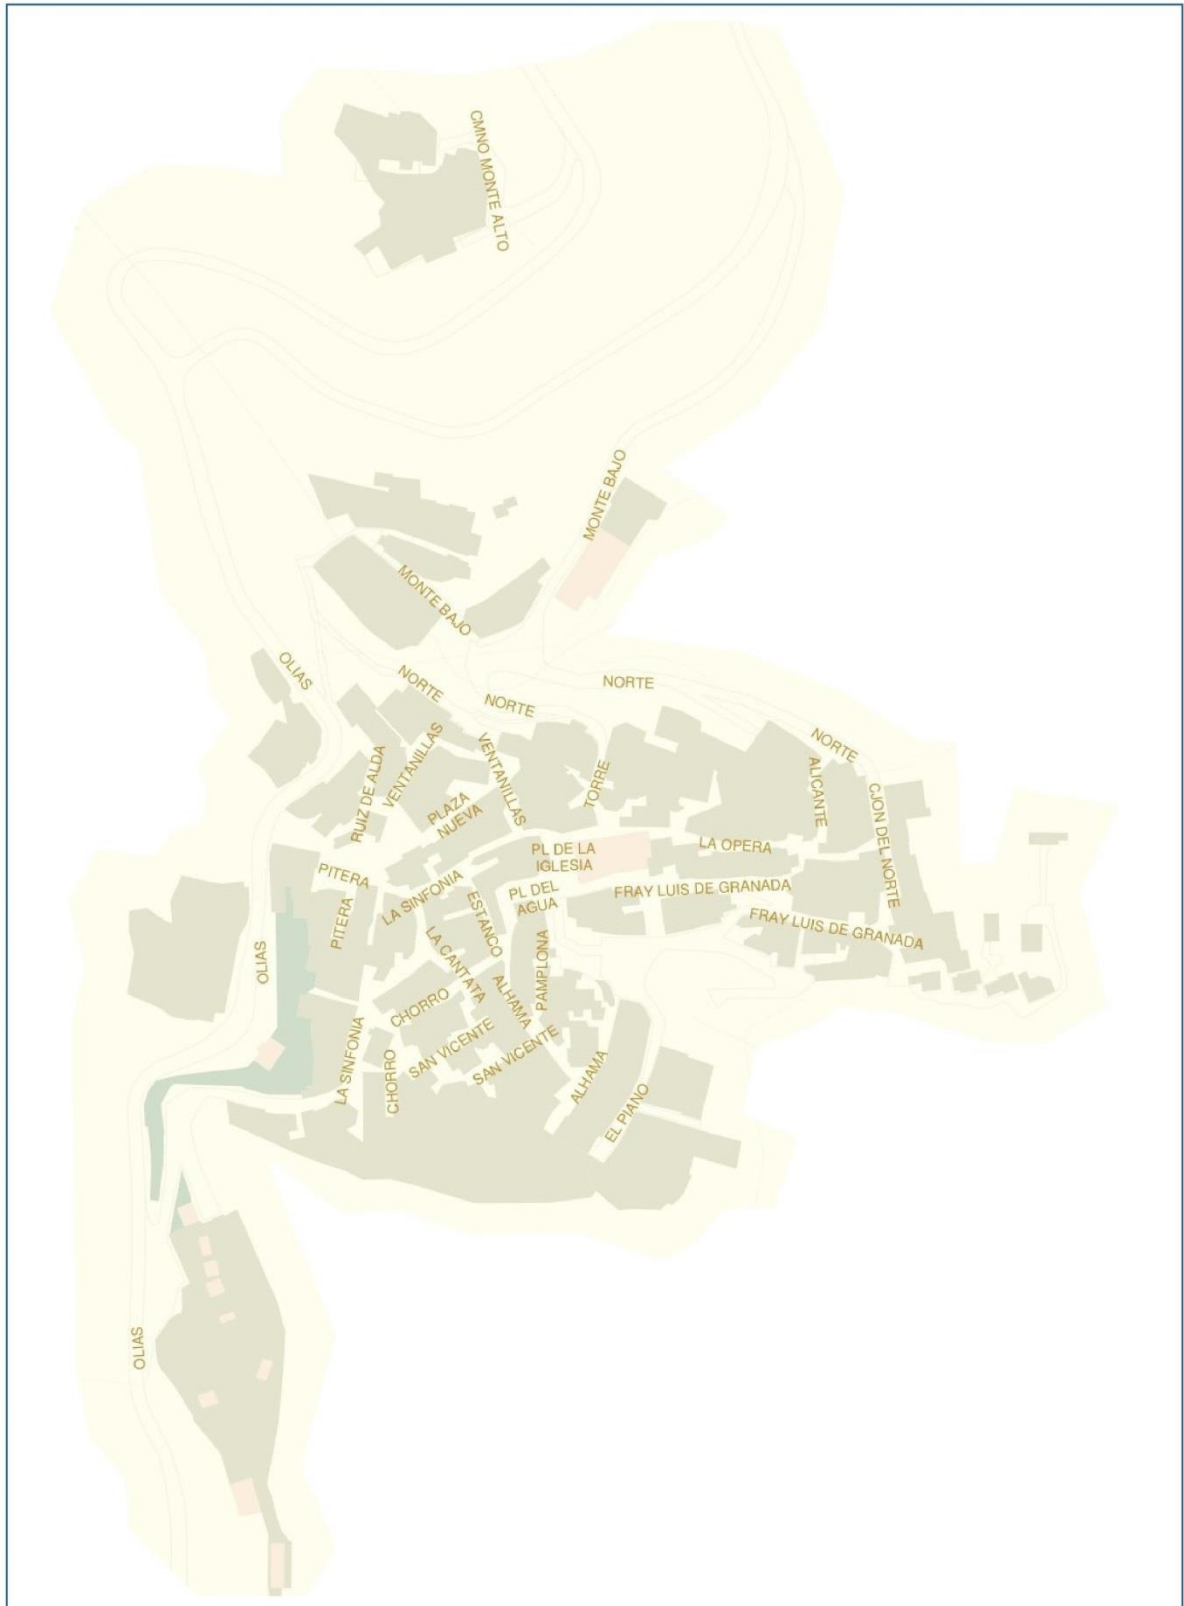 CMNO MONTE ALTO
MONTE BAJO
MONTE BAJO
OLIAS
NORTE
NORTE
NORTE
NORTE
RUIZ DE ALDA
VENTANILLAS
VENTANILLAS
TORRE
ALICANTE
CJON DEL NORTE
PLAZA
NUEVA
PL DE LA
IGLESIA
LA OPERA
PITERA
LA SINFONIA
PL DEL
AGUA
FRAY LUIS DE GRANADA
FRAY LUIS DE GRANADA
PITERA
ESTANCO
OLIAS
LA CANTATA
PAMPLONA
ALHAMA
CHORRO
LA SINFONIA
SAN VICENTE
SAN VICENTE
CHORRO
ALHAMA
EL PIANO
OLIAS